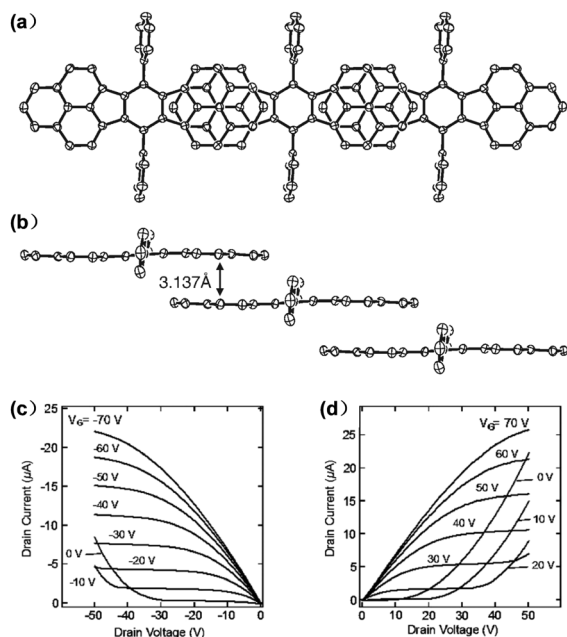 (a)
(b)
3.137Å
(c)
(d)
V_G= -70 V
-60 V
-50 V
-40 V
-30 V
0 V
-20 V
-10 V
-25
-20
-15
-10
-5
0
Drain Current (μA)
-50 -40 -30 -20 -10 0
Drain Voltage (V)
V_G= 70 V
60 V
0 V
50 V
40 V
10 V
30 V
20 V
25
20
15
10
5
0
Drain Current (μA)
0 10 20 30 40 50
Drain Voltage (V)